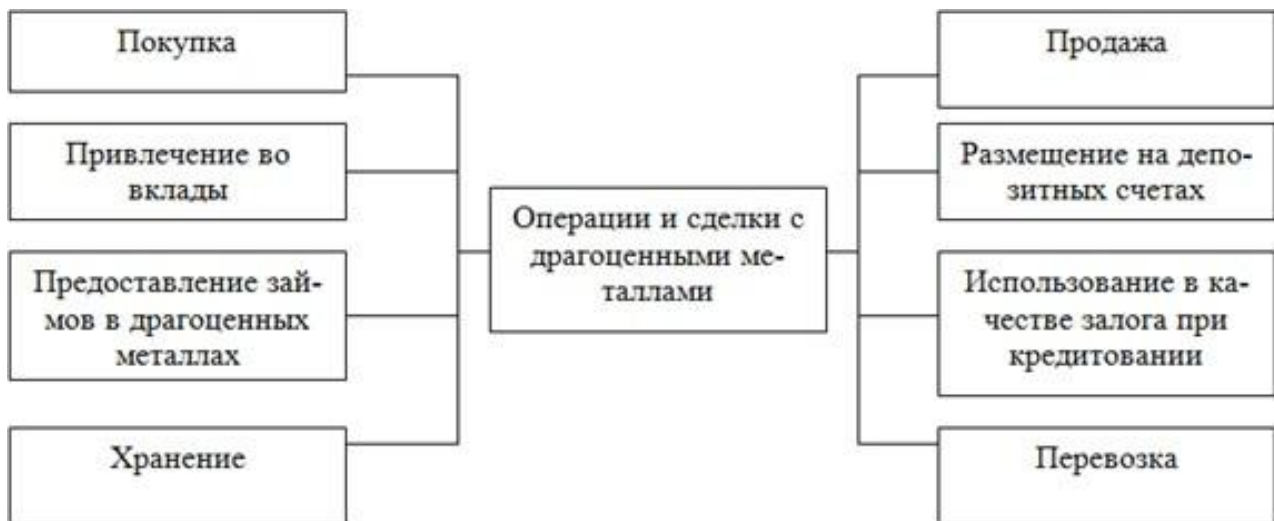 Покупка
Привлечение во
вклады
Предоставление зай-
мов в драгоценных
металлах
Хранение
Операции и сделки с
драгоценными ме-
таллами
Продажа
Размещение на депо-
зитных счетах
Использование в ка-
честве залога при
кредитовании
Перевозка